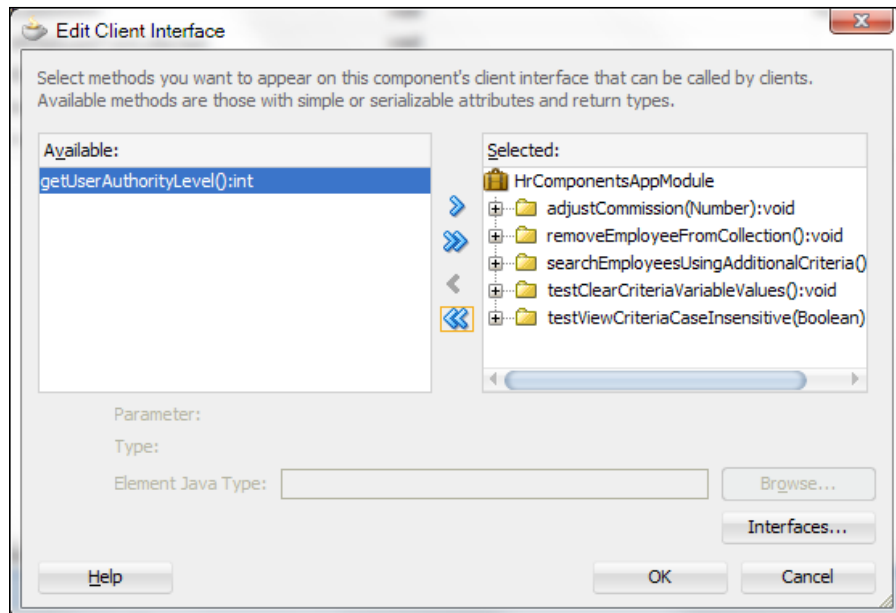 Edit Client Interface
Select methods you want to appear on this component's client interface that can be called by clients.
Available methods are those with simple or serializable attributes and return types.
Available:
getUserAuthorityLevel():int
Selected:
HrComponentsAppModule
adjustCommission(Number):void
removeEmployeeFromCollection():void
searchEmployeesUsingAdditionalCriteria()
testClearCriteriaVariableValues():void
testViewCriteriaCaseInsensitive(Boolean)
Parameter:
Type:
Element Java Type:
Browse...
Interfaces...
Help
OK
Cancel